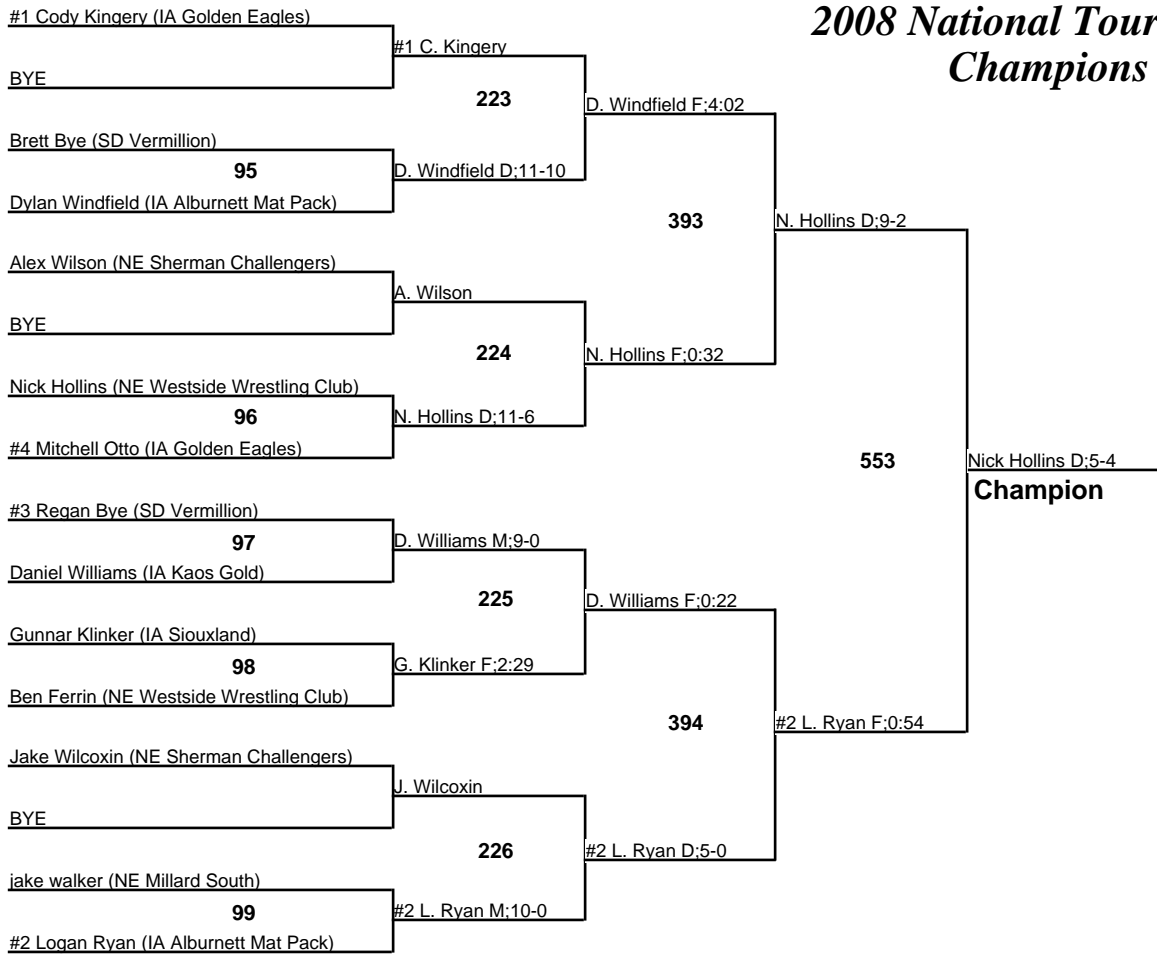 2008 National Tour
Champions
#1 Cody Kingery (IA Golden Eagles)
BYE
Brett Bye (SD Vermillion)
95
Dylan Windfield (IA Alburnett Mat Pack)
Alex Wilson (NE Sherman Challengers)
BYE
Nick Hollins (NE Westside Wrestling Club)
96
#4 Mitchell Otto (IA Golden Eagles)
#3 Regan Bye (SD Vermillion)
97
Daniel Williams (IA Kaos Gold)
Gunnar Klinker (IA Siouxland)
98
Ben Ferrin (NE Westside Wrestling Club)
Jake Wilcoxin (NE Sherman Challengers)
BYE
jake walker (NE Millard South)
99
#2 Logan Ryan (IA Alburnett Mat Pack)
#1 C. Kingery
223
D. Windfield D;11-10
A. Wilson
224
N. Hollins D;11-6
D. Williams M;9-0
225
G. Klinker F;2:29
J. Wilcoxin
226
#2 L. Ryan M;10-0
D. Windfield F;4:02
393
N. Hollins F;0:32
D. Williams F;0:22
394
#2 L. Ryan D;5-0
N. Hollins D;9-2
553
#2 L. Ryan F;0:54
Nick Hollins D;5-4
Champion